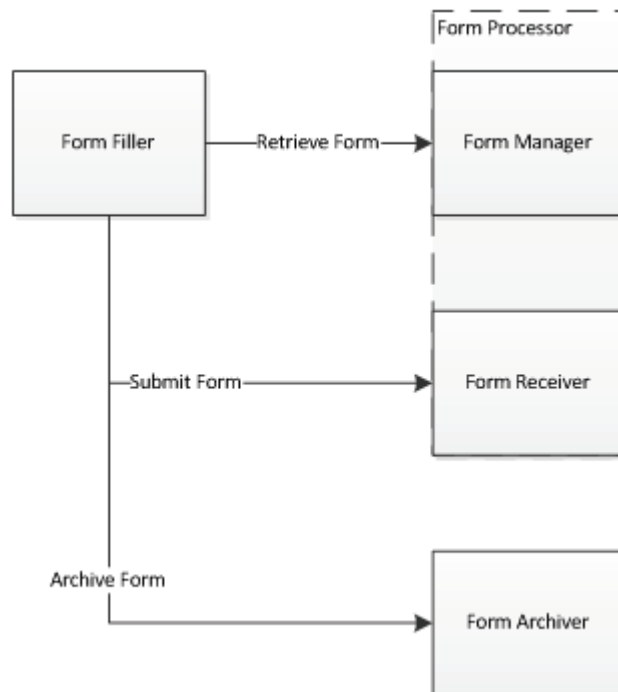 Form Processor
Form Filler
Retrieve Form
Form Manager
Submit Form
Form Receiver
Archive Form
Form Archiver